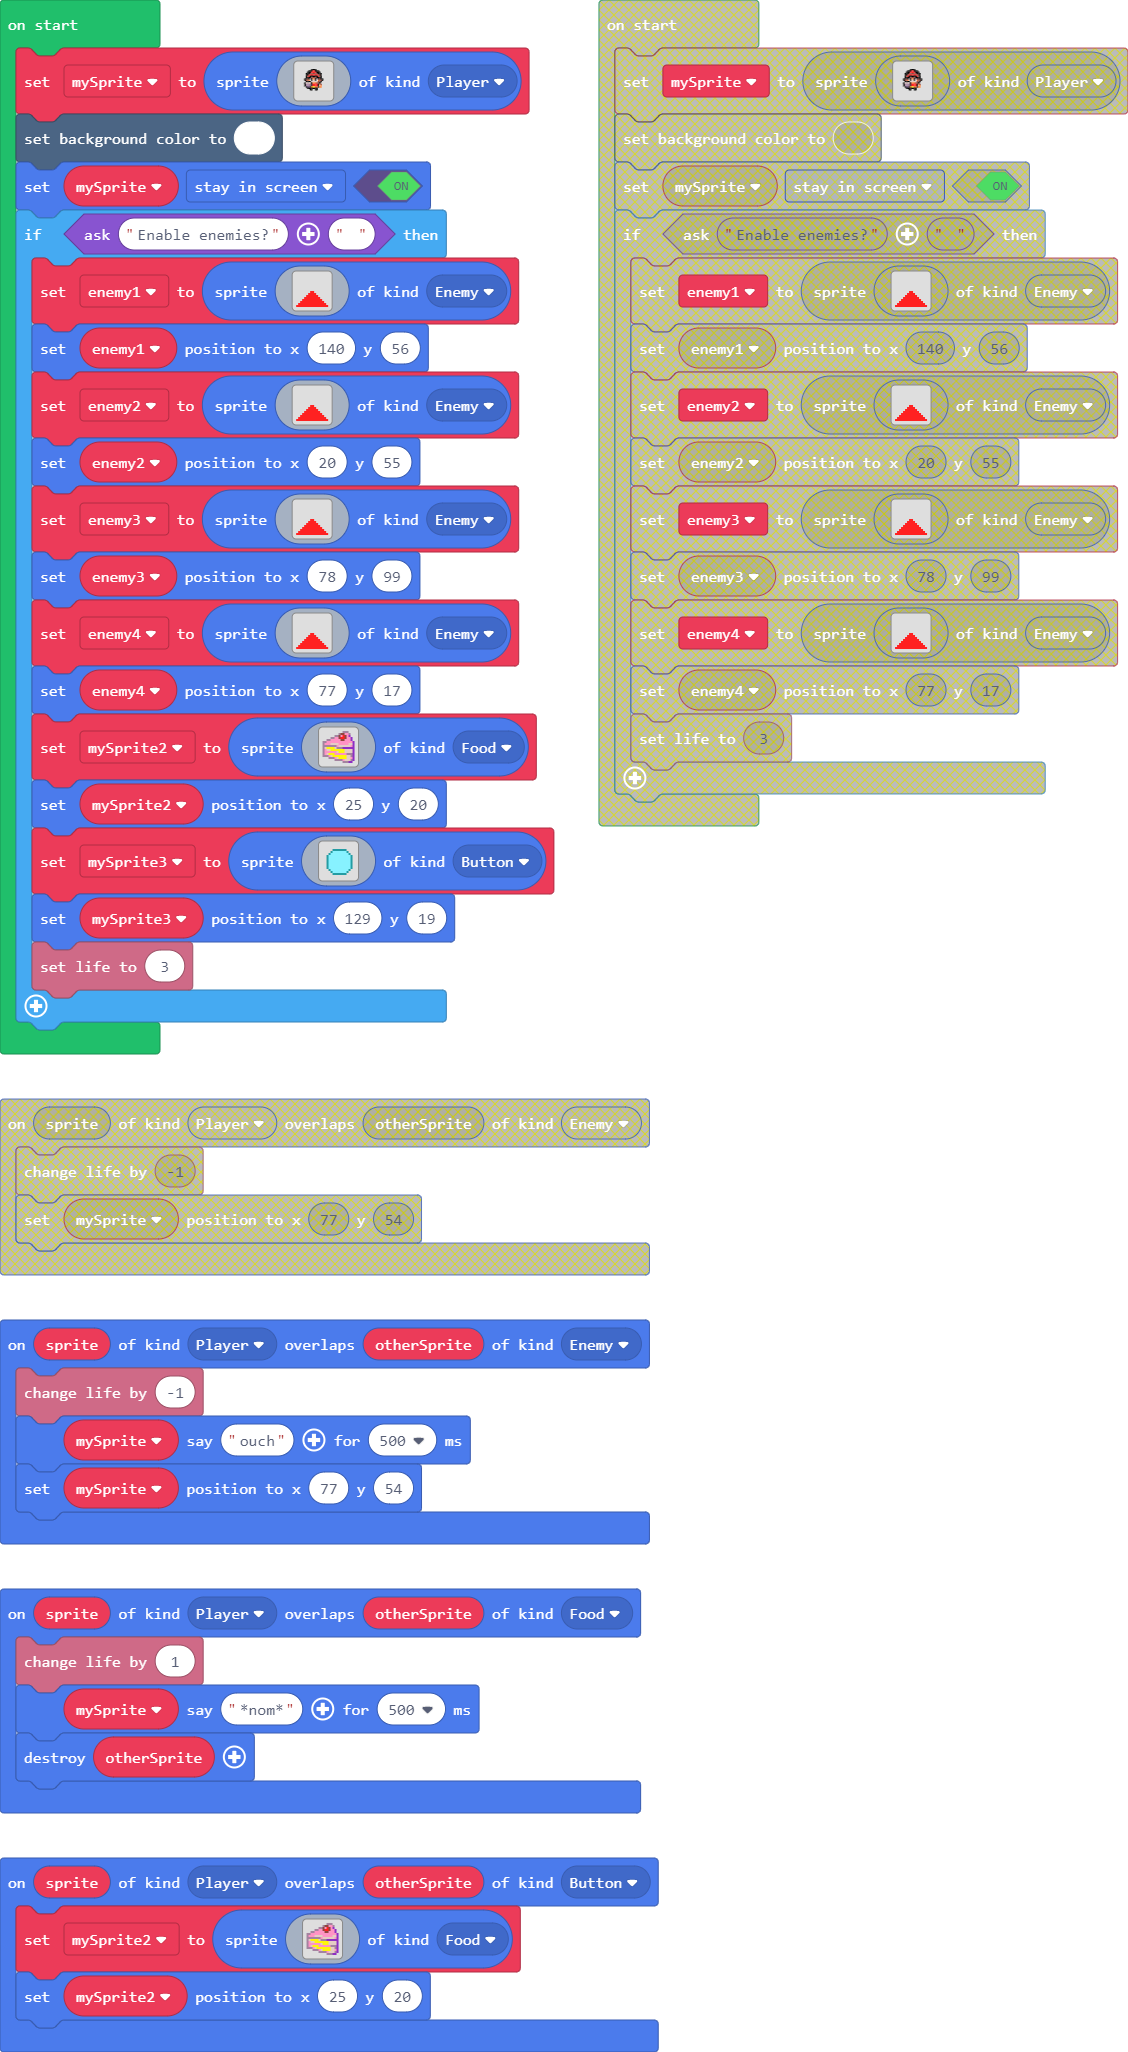 on start
set mySprite to sprite of kind Player
set background color to
set mySprite stay in screen ON
if ask "Enable enemies?" " " then
set enemy1 to sprite of kind Enemy
set enemy1 position to x 140 y 56
set enemy2 to sprite of kind Enemy
set enemy2 position to x 20 y 55
set enemy3 to sprite of kind Enemy
set enemy3 position to x 78 y 99
set enemy4 to sprite of kind Enemy
set enemy4 position to x 77 y 17
set mySprite2 to sprite of kind Food
set mySprite2 position to x 25 y 20
set mySprite3 to sprite of kind Button
set mySprite3 position to x 129 y 19
set life to 3
on start
set mySprite to sprite of kind Player
set background color to
set mySprite stay in screen ON
if ask "Enable enemies?" " " then
set enemy1 to sprite of kind Enemy
set enemy1 position to x 140 y 56
set enemy2 to sprite of kind Enemy
set enemy2 position to x 20 y 55
set enemy3 to sprite of kind Enemy
set enemy3 position to x 78 y 99
set enemy4 to sprite of kind Enemy
set enemy4 position to x 77 y 17
set life to 3
on sprite of kind Player overlaps otherSprite of kind Enemy
change life by -1
set mySprite position to x 77 y 54
on sprite of kind Player overlaps otherSprite of kind Enemy
change life by -1
mySprite say "ouch" for 500 ms
set mySprite position to x 77 y 54
on sprite of kind Player overlaps otherSprite of kind Food
change life by 1
mySprite say "*nom*" for 500 ms
destroy otherSprite
on sprite of kind Player overlaps otherSprite of kind Button
set mySprite2 to sprite of kind Food
set mySprite2 position to x 25 y 20